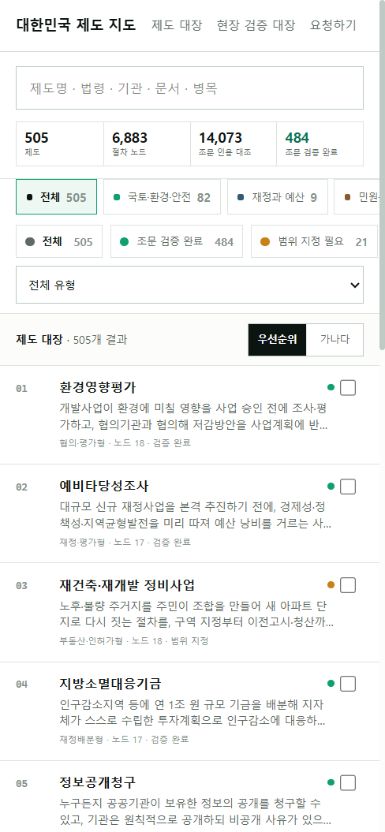 대한민국 제도 지도 제도 대장 현장 검증 대장 요청하기
제도명 · 법령 · 기관 · 문서 · 병목
505 6,883 14,073 484
제도 절차 노드 조문 인용 대조 조문 검증 완료
전체 505 국토·환경·안전 82 재정과 예산 9 민원·
전체 505 조문 검증 완료 484 범위 지정 필요 21
전체 유형
제도 대장 · 505개 결과 우선순위 가나다
01 환경영향평가
개발사업이 환경에 미칠 영향을 사업 승인 전에 조사·평
가하고, 협의기관과 협의해 저감방안을 사업계획에 반...
협의·평가형 · 노드 18 · 검증 완료
02 예비타당성조사
대규모 신규 재정사업을 본격 추진하기 전에, 경제성·정
책성·지역균형발전을 미리 따져 예산 낭비를 거르는 사...
재정·평가형 · 노드 17 · 검증 완료
03 재건축·재개발 정비사업
노후·불량 주거지를 주민이 조합을 만들어 새 아파트 단
지로 다시 짓는 절차를, 구역 지정부터 이전고시·청산까...
부동산·인허가형 · 노드 18 · 범위 지정
04 지방소멸대응기금
인구감소지역 등에 연 1조 원 규모 기금을 배분해 지자
체가 스스로 수립한 투자계획으로 인구감소에 대응하...
재정배분형 · 노드 17 · 검증 완료
05 정보공개청구
누구든지 공공기관이 보유한 정보의 공개를 청구할 수
있고, 기관은 원칙적으로 공개하되 비공개 사유가 있으...